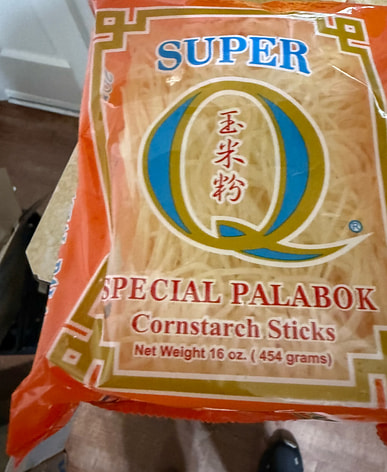 SUPER
Q
玉
米
粉
®
SPECIAL PALABOK
Cornstarch Sticks
Net Weight 16 oz. ( 454 grams)